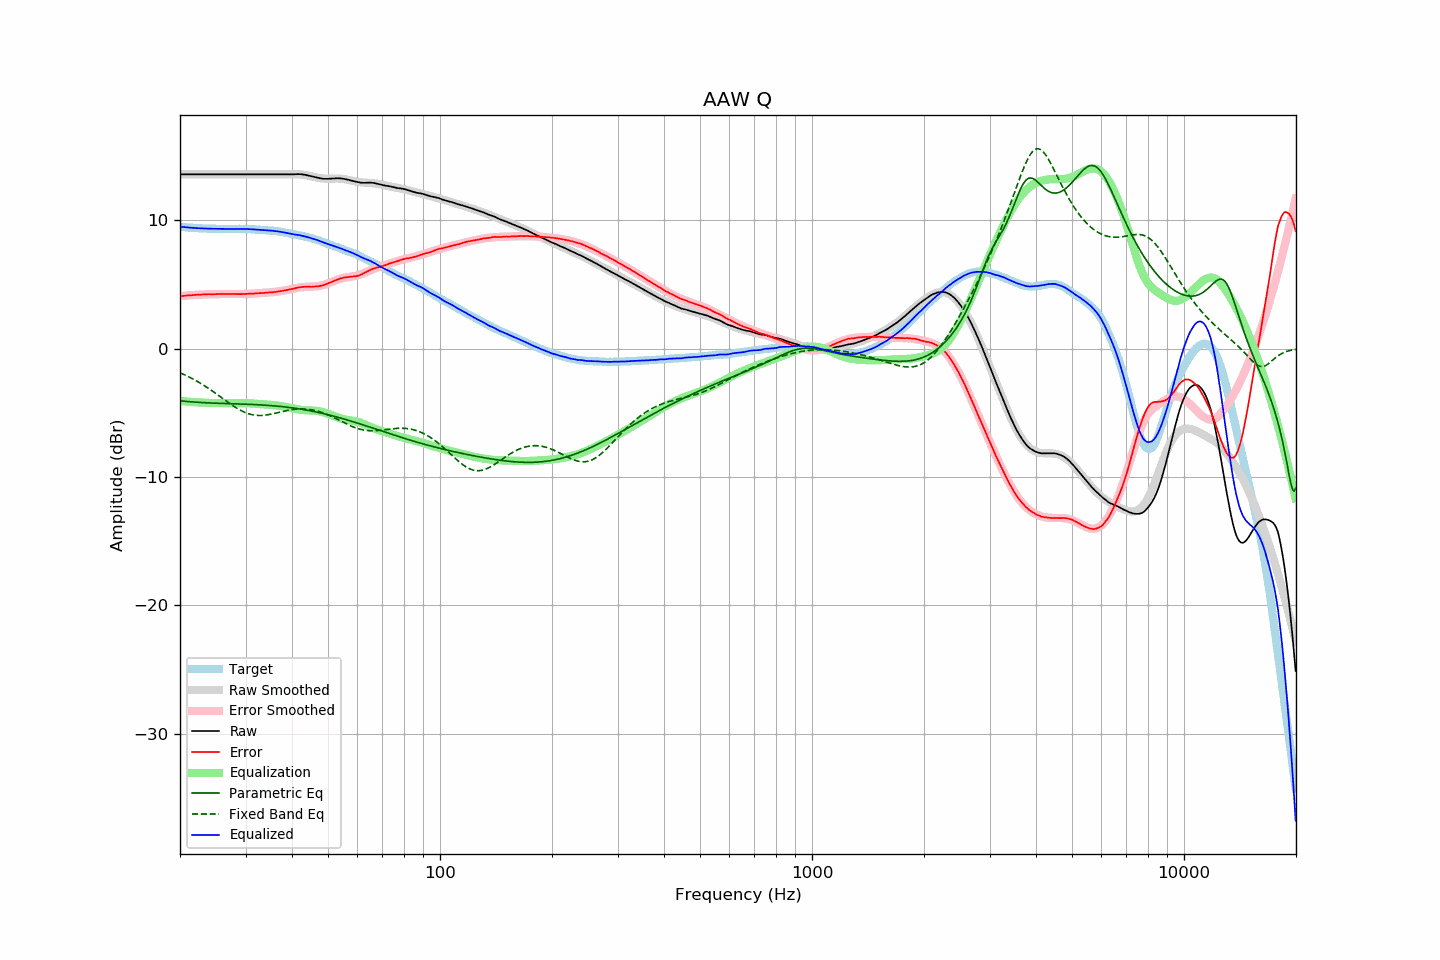 AAW Q
10
0
−10
−20
−30
Amplitude (dBr)
100
1000
10000
Frequency (Hz)
Target
Raw Smoothed
Error Smoothed
Raw
Error
Equalization
Parametric Eq
Fixed Band Eq
Equalized